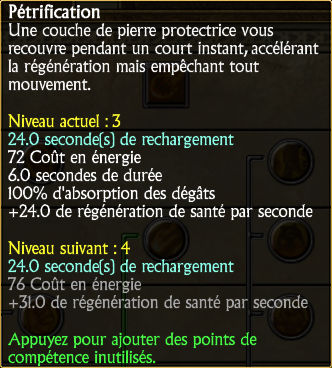 Pétrification
Une couche de pierre protectrice vous
recouvre pendant un court instant, accélérant
la régénération mais empêchant tout
mouvement.
Niveau actuel : 3
24.0 seconde(s) de rechargement
72 Coût en énergie
6.0 secondes de durée
100% d'absorption des dégâts
+24.0 de régénération de santé par seconde
Niveau suivant : 4
24.0 seconde(s) de rechargement
76 Coût en énergie
+31.0 de régénération de santé par seconde
Appuyez pour ajouter des points de
compétence inutilisés.